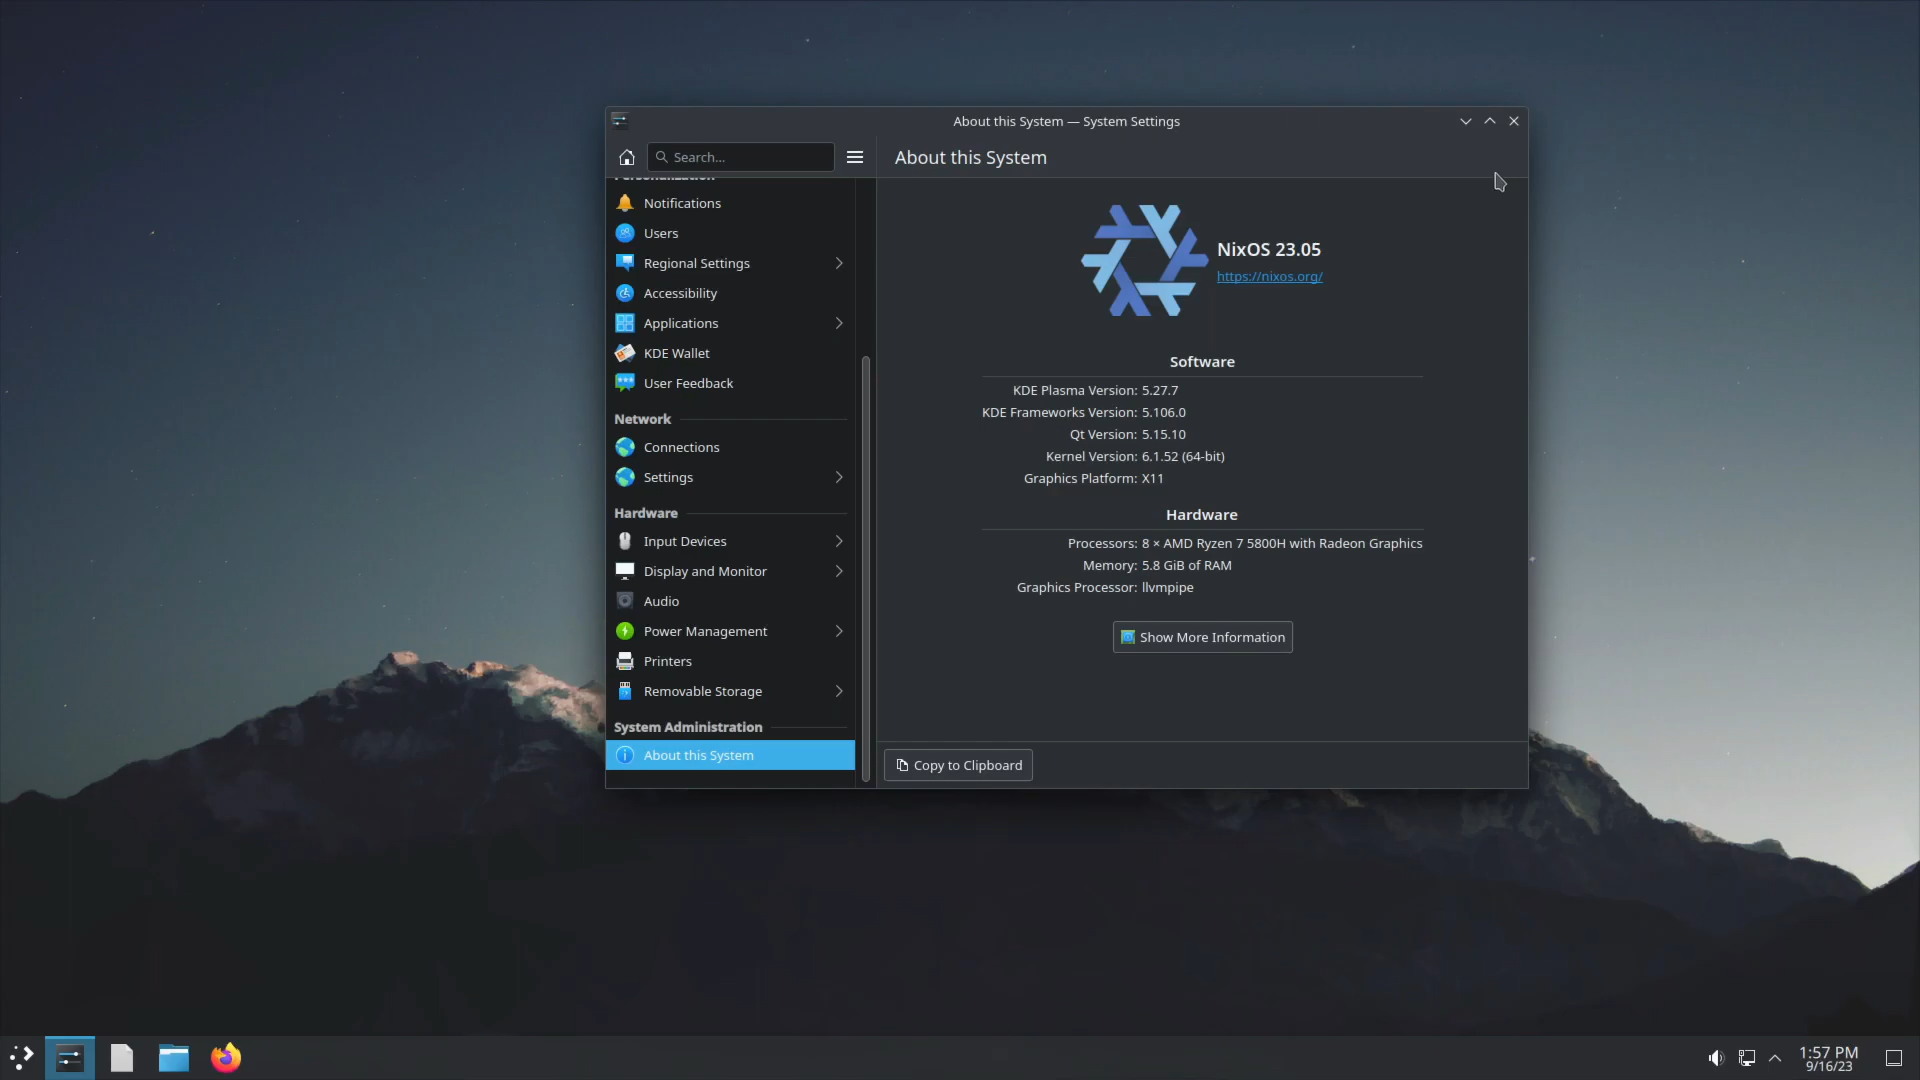 About this System — System Settings
Search...
About this System
Personalization
Notifications
Users
Regional Settings
Accessibility
Applications
KDE Wallet
User Feedback
Network
Connections
Settings
Hardware
Input Devices
Display and Monitor
Audio
Power Management
Printers
Removable Storage
System Administration
About this System
NixOS 23.05
https://nixos.org/
Software
KDE Plasma Version: 5.27.7
KDE Frameworks Version: 5.106.0
Qt Version: 5.15.10
Kernel Version: 6.1.52 (64-bit)
Graphics Platform: X11
Hardware
Processors: 8 × AMD Ryzen 7 5800H with Radeon Graphics
Memory: 5.8 GiB of RAM
Graphics Processor: llvmpipe
Show More Information
Copy to Clipboard
1:57 PM
9/16/23